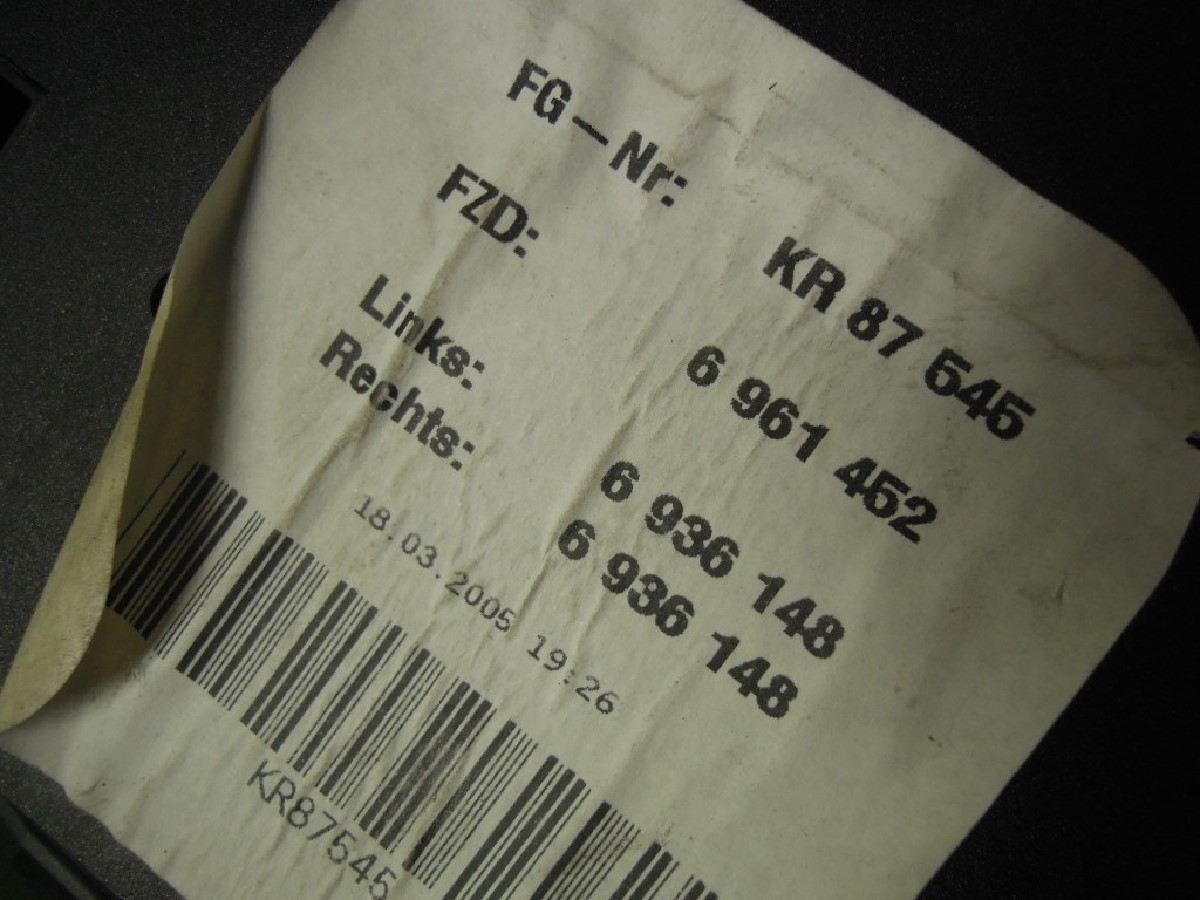 FG-Nr: KR 87 545
FZD: 6 961 452
Links: 6 936 148
Rechts: 6 936 148
18.03.2005 19:26
KR87545